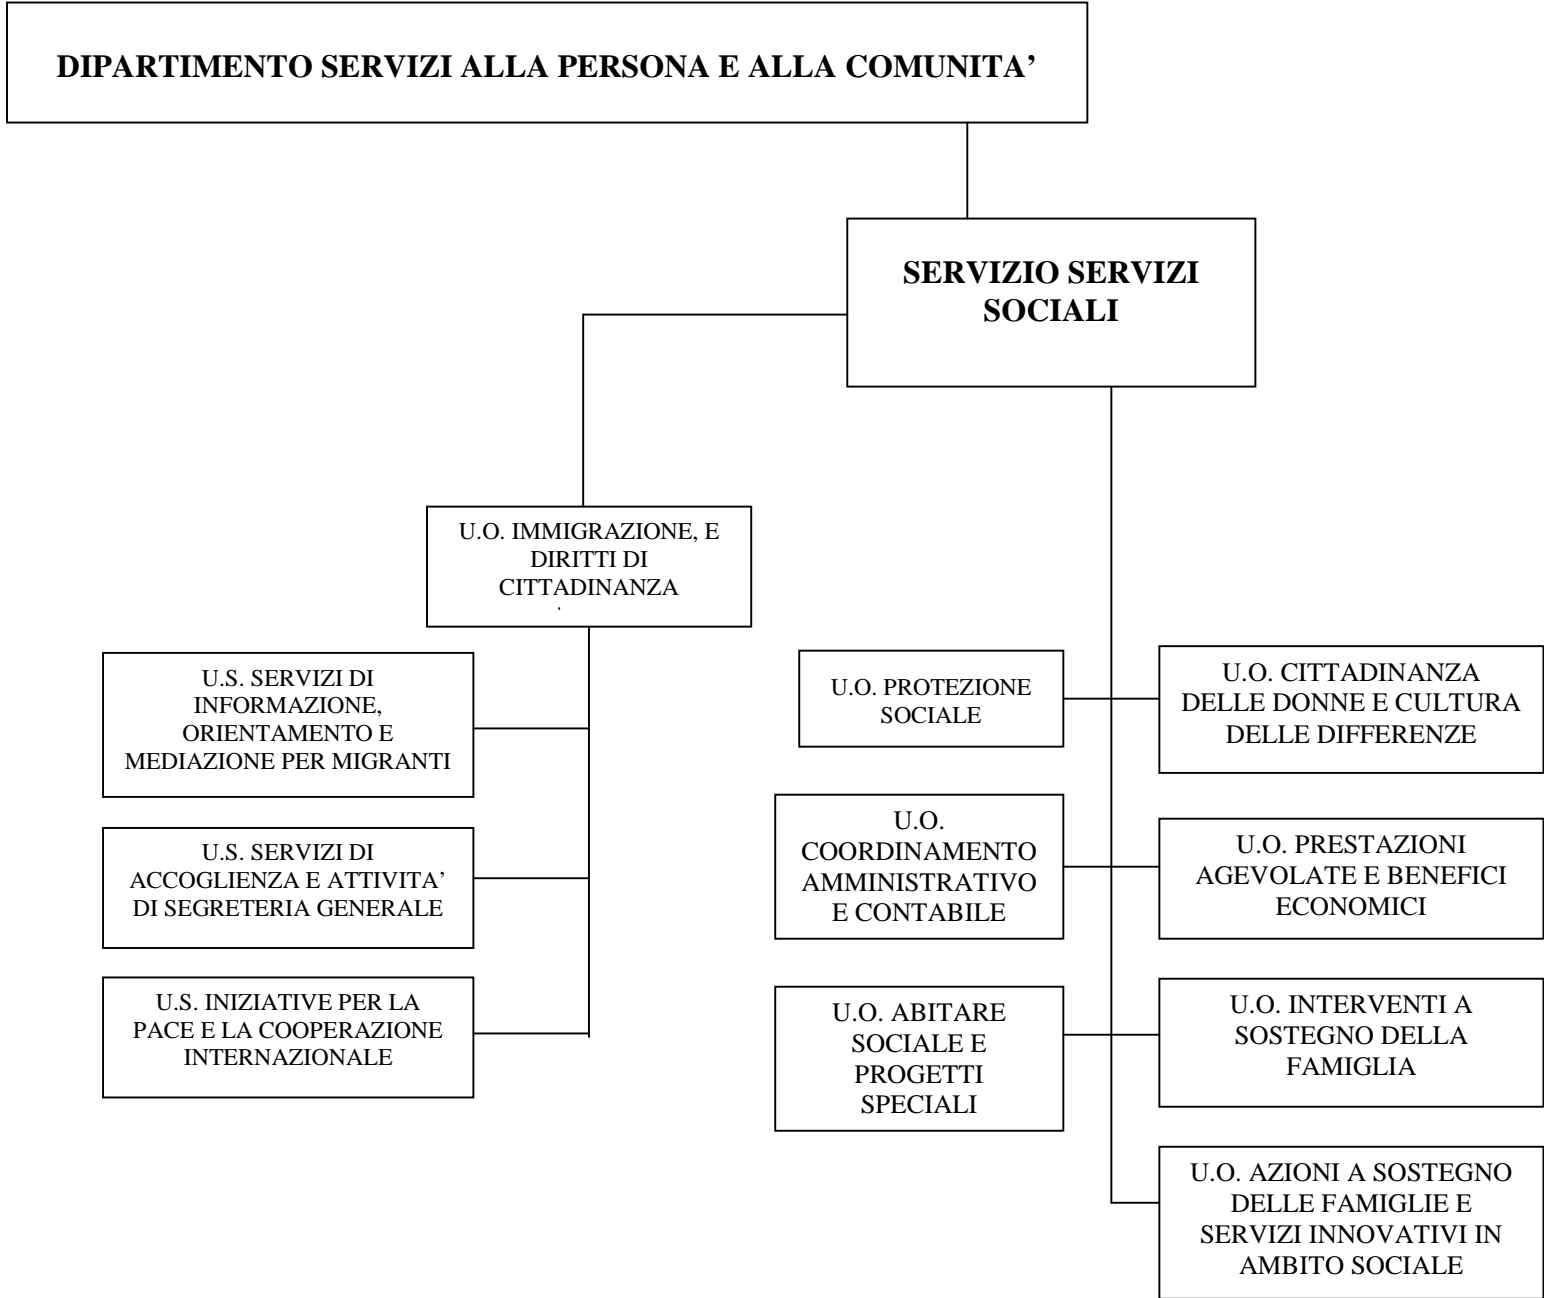 DIPARTIMENTO SERVIZI ALLA PERSONA E ALLA COMUNITA’
SERVIZIO SERVIZI
SOCIALI
U.O. IMMIGRAZIONE, E
DIRITTI DI
CITTADINANZA
.
U.S. SERVIZI DI
INFORMAZIONE,
ORIENTAMENTO E
MEDIAZIONE PER MIGRANTI
U.S. SERVIZI DI
ACCOGLIENZA E ATTIVITA’
DI SEGRETERIA GENERALE
U.S. INIZIATIVE PER LA
PACE E LA COOPERAZIONE
INTERNAZIONALE
U.O. PROTEZIONE
SOCIALE
U.O.
COORDINAMENTO
AMMINISTRATIVO
E CONTABILE
U.O. ABITARE
SOCIALE E
PROGETTI
SPECIALI
U.O. CITTADINANZA
DELLE DONNE E CULTURA
DELLE DIFFERENZE
U.O. PRESTAZIONI
AGEVOLATE E BENEFICI
ECONOMICI
U.O. INTERVENTI A
SOSTEGNO DELLA
FAMIGLIA
U.O. AZIONI A SOSTEGNO
DELLE FAMIGLIE E
SERVIZI INNOVATIVI IN
AMBITO SOCIALE